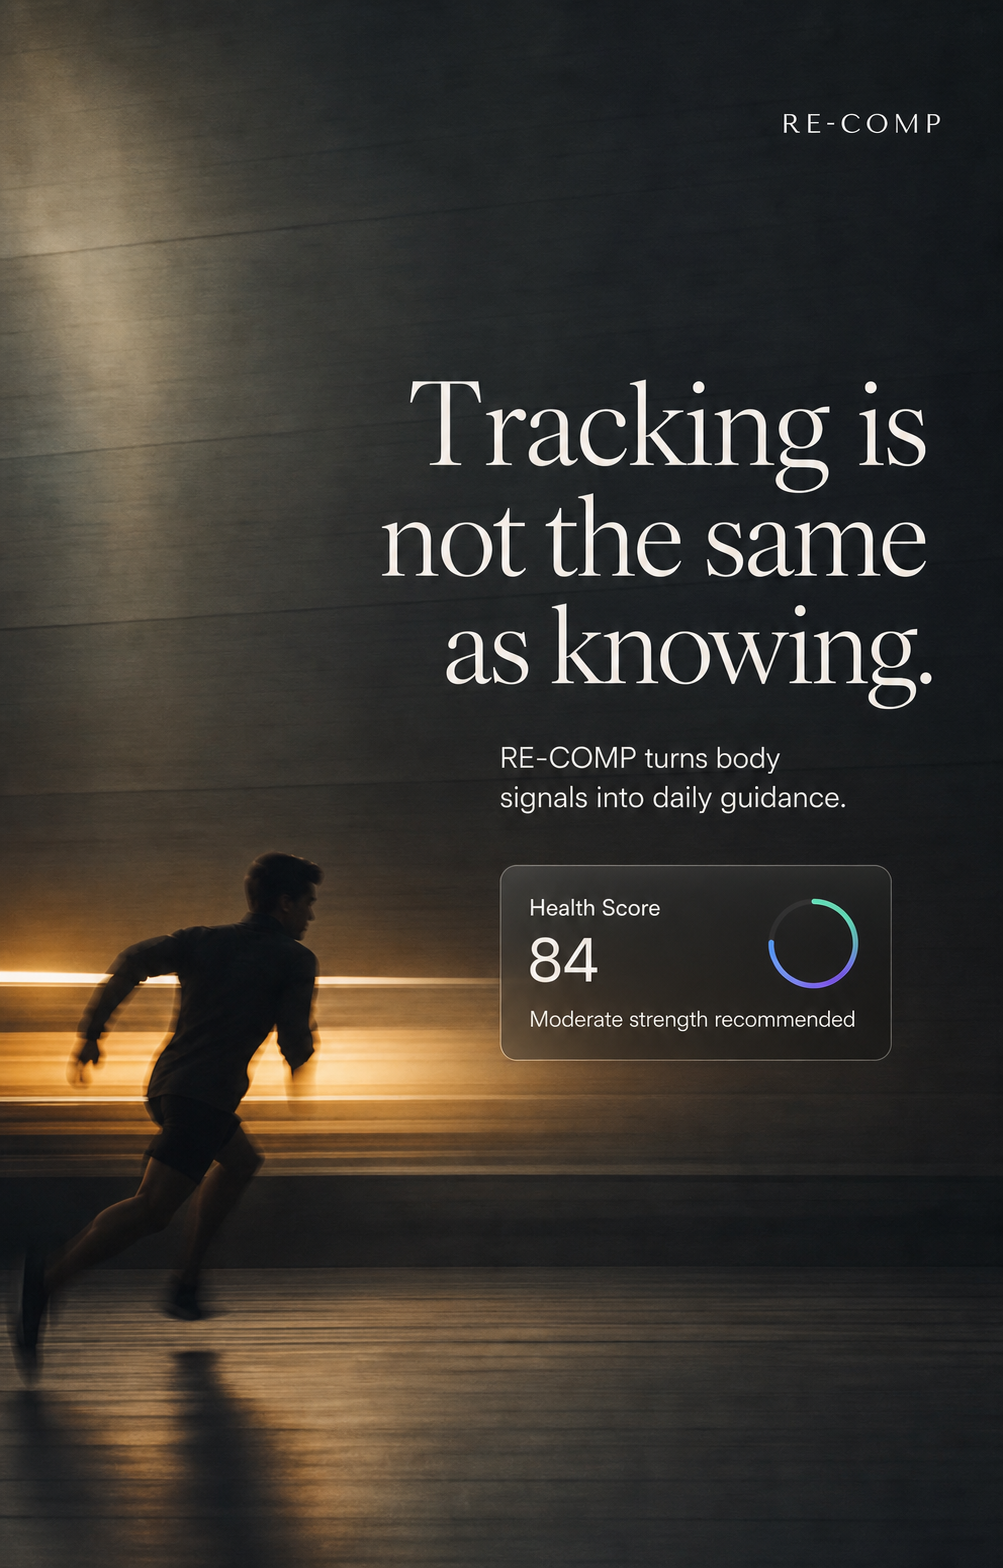 RE-COMP
Tracking is
not the same
as knowing.
RE-COMP turns body
signals into daily guidance.
Health Score
84
Moderate strength recommended